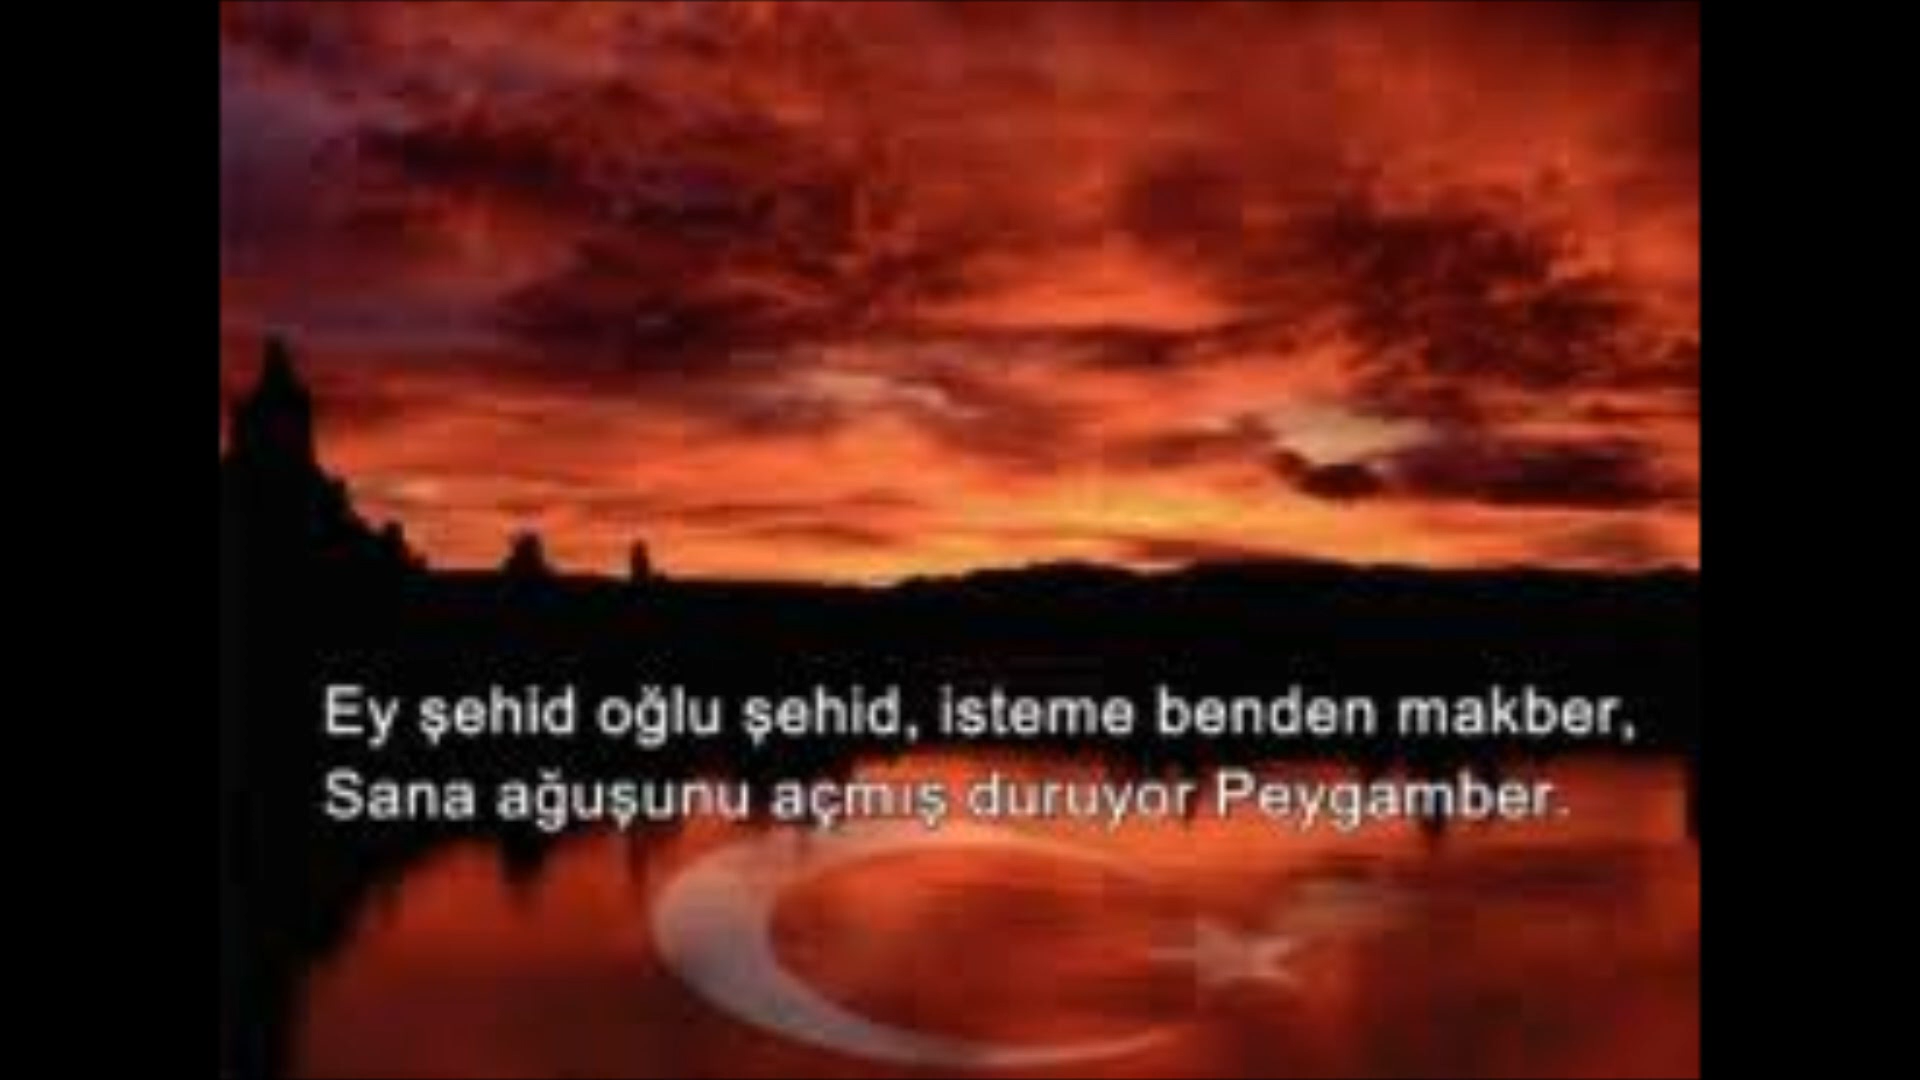 Ey şehid oğlu şehid, isteme benden makber,
Sana ağuşunu açmış duruyor Peygamber.